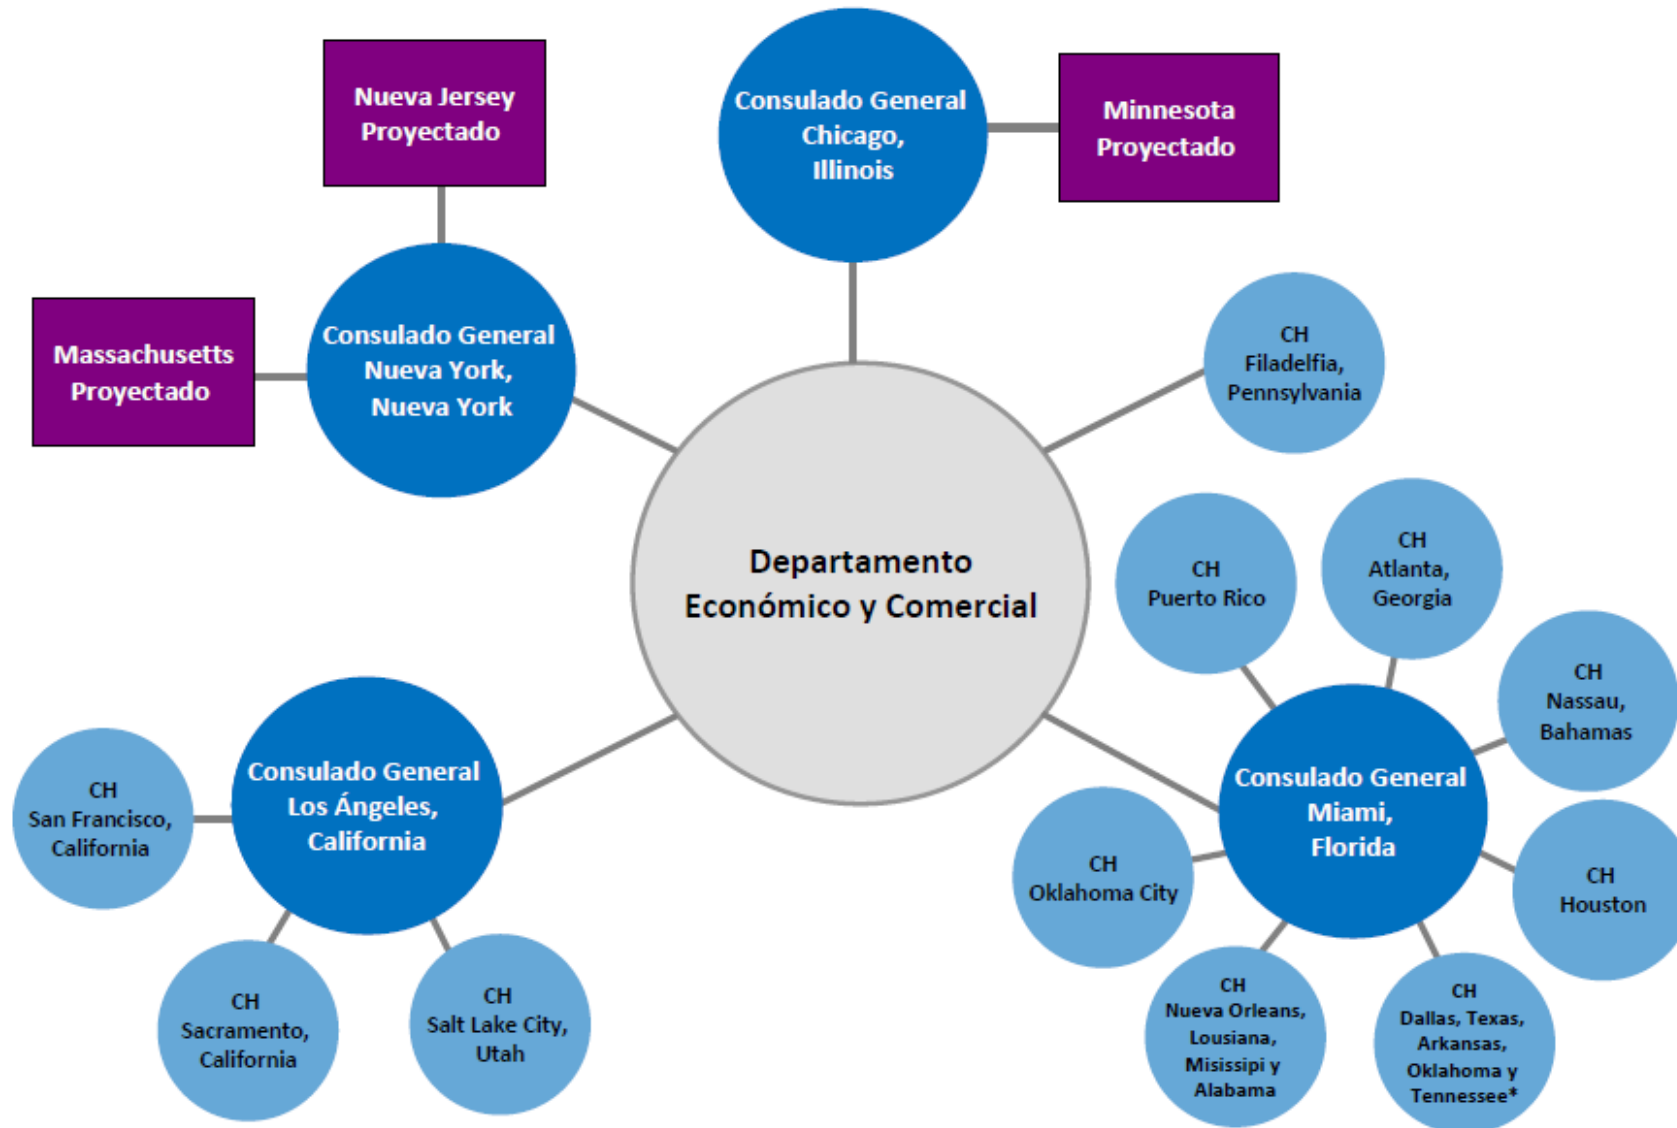 Nueva Jersey
Proyectado
Consulado General
Chicago,
Illinois
Minnesota
Proyectado
Massachusetts
Proyectado
Consulado General
Nueva York,
Nueva York
CH
Filadelfia,
Pennsylvania
Departamento
Económico y Comercial
CH
Puerto Rico
CH
Atlanta,
Georgia
CH
Nassau,
Bahamas
Consulado General
Miami,
Florida
CH
Oklahoma City
CH
Houston
CH
Nueva Orleans,
Lousiana,
Misissipi y
Alabama
CH
Dallas, Texas,
Arkansas,
Oklahoma y
Tennessee*
Consulado General
Los Ángeles,
California
CH
San Francisco,
California
CH
Sacramento,
California
CH
Salt Lake City,
Utah